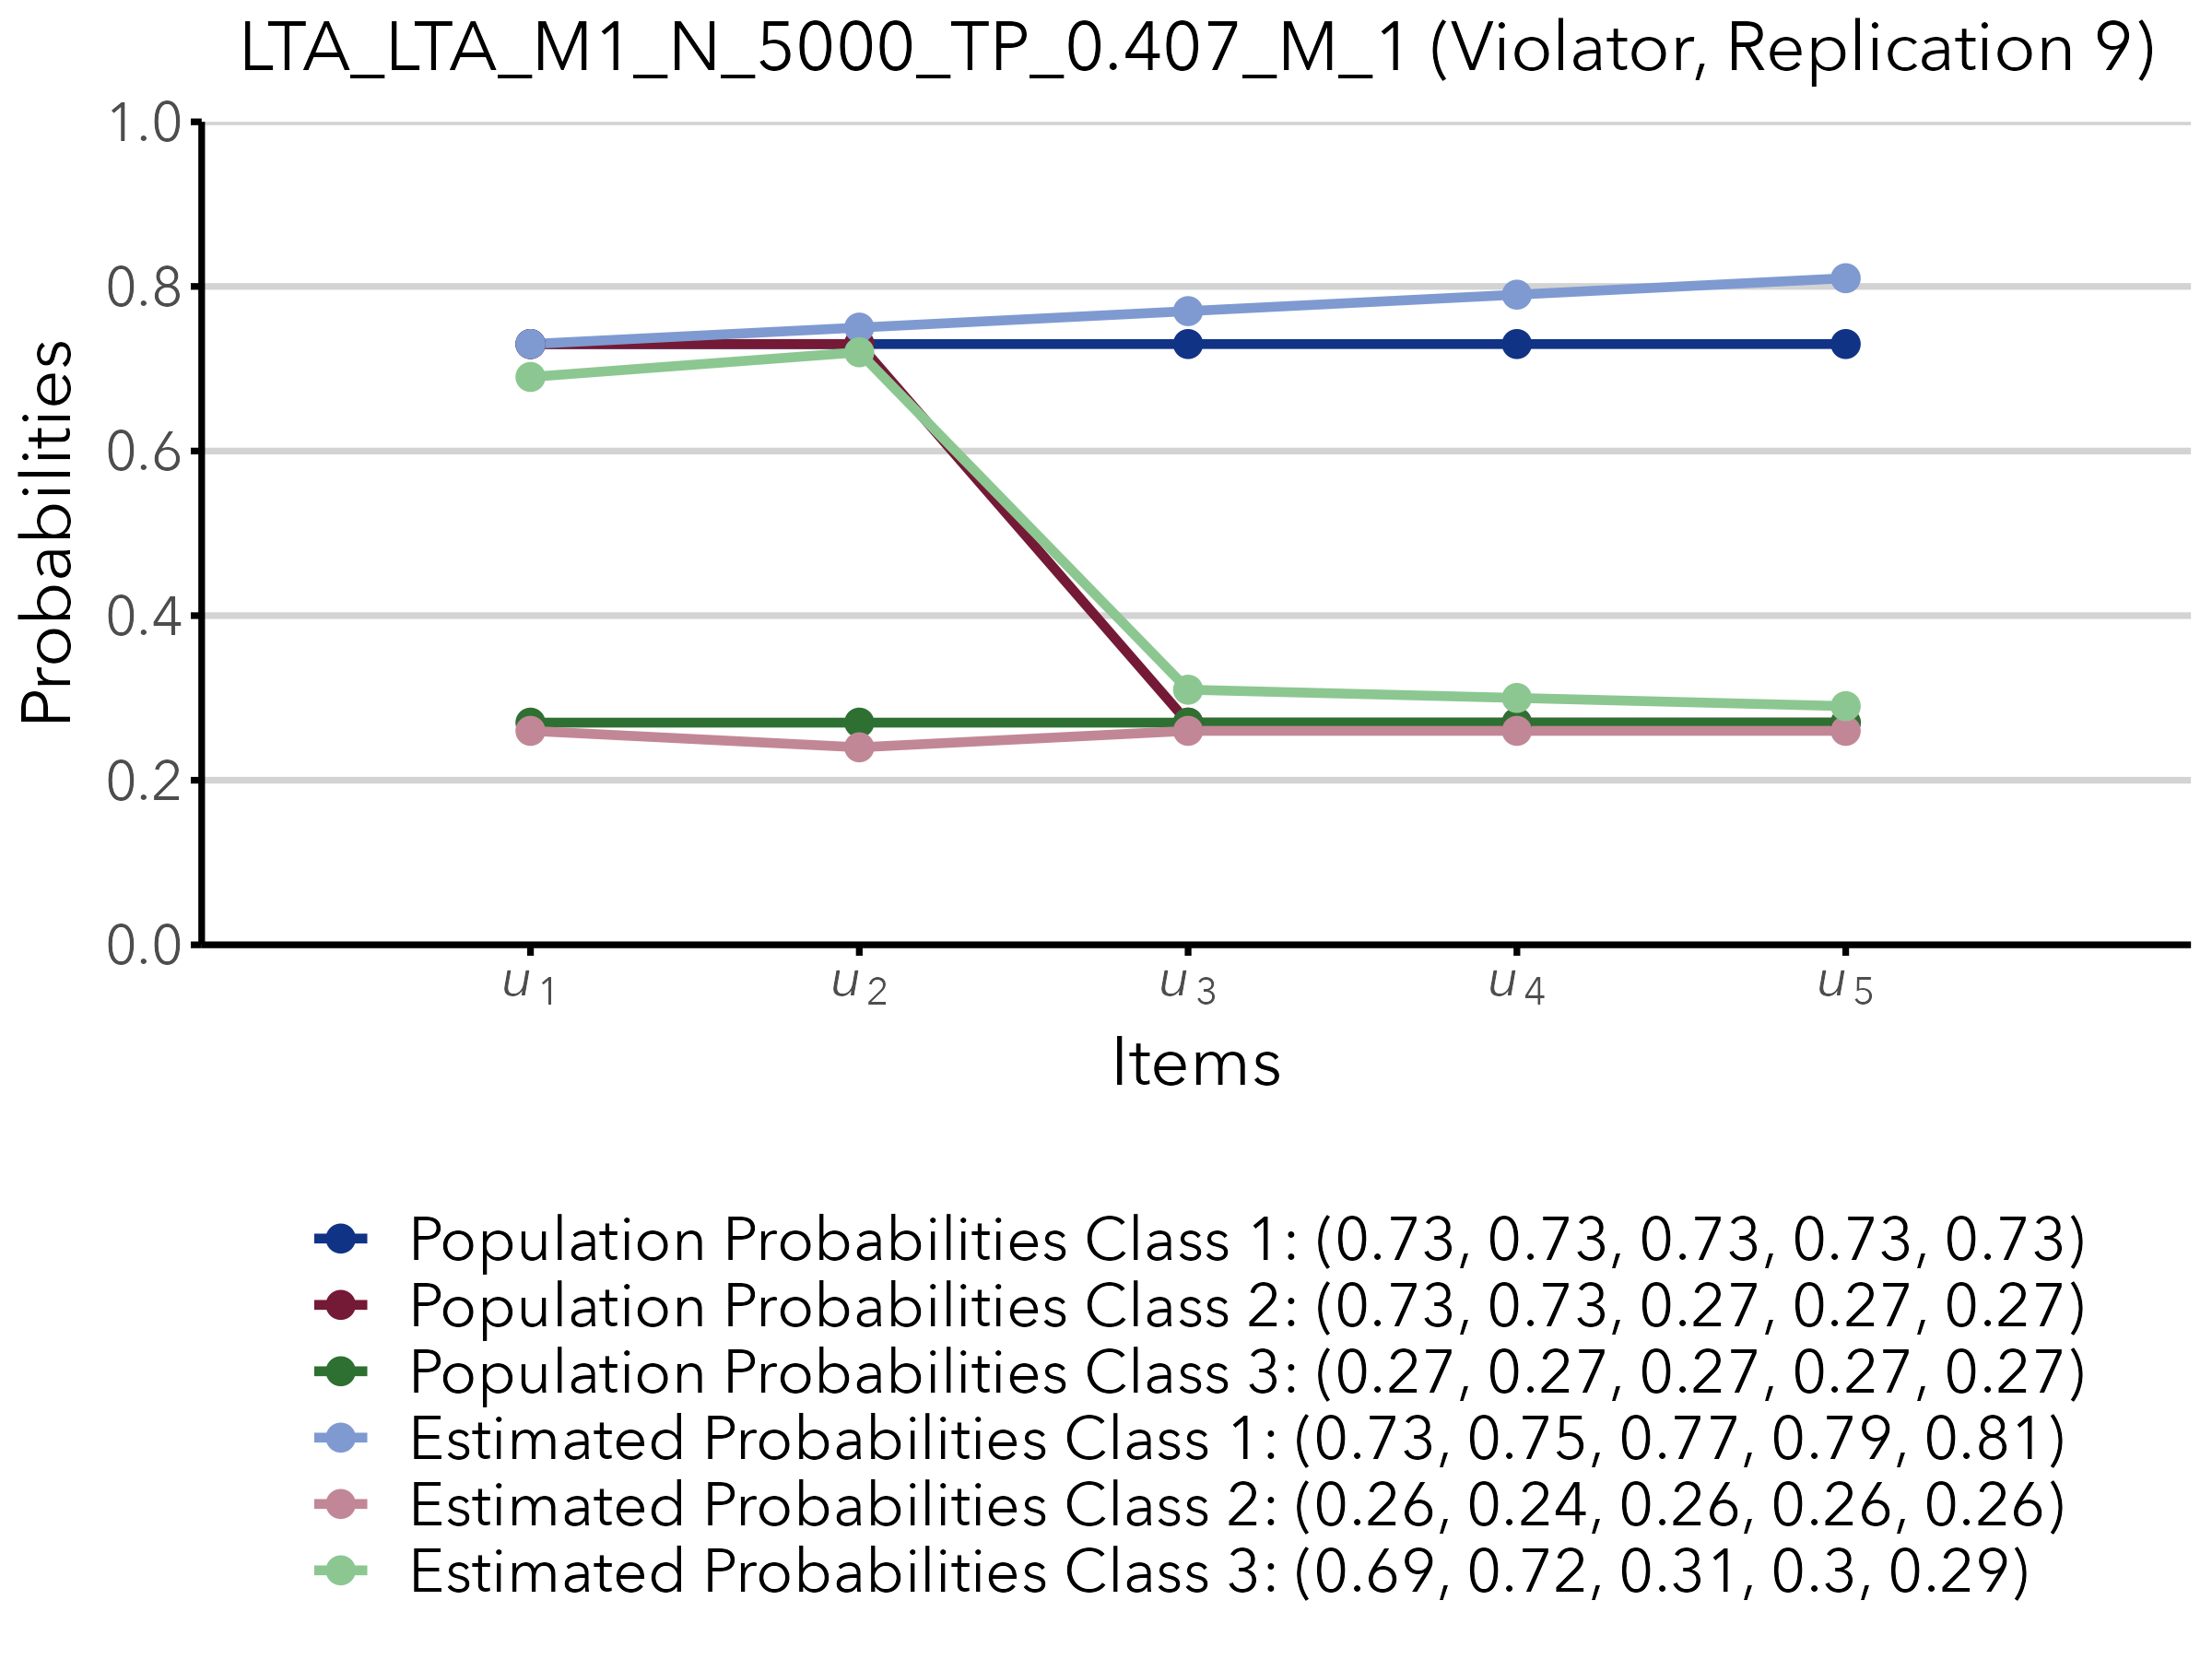 LTA_LTA_M1_N_5000_TP_0.407_M_1 (Violator, Replication 9)
1.0
0.8
0.6
0.4
0.2
0.0
Probabilities
u1 u2 u3 u4 u5
Items
Population Probabilities Class 1: (0.73, 0.73, 0.73, 0.73, 0.73)
Population Probabilities Class 2: (0.73, 0.73, 0.27, 0.27, 0.27)
Population Probabilities Class 3: (0.27, 0.27, 0.27, 0.27, 0.27)
Estimated Probabilities Class 1: (0.73, 0.75, 0.77, 0.79, 0.81)
Estimated Probabilities Class 2: (0.26, 0.24, 0.26, 0.26, 0.26)
Estimated Probabilities Class 3: (0.69, 0.72, 0.31, 0.3, 0.29)